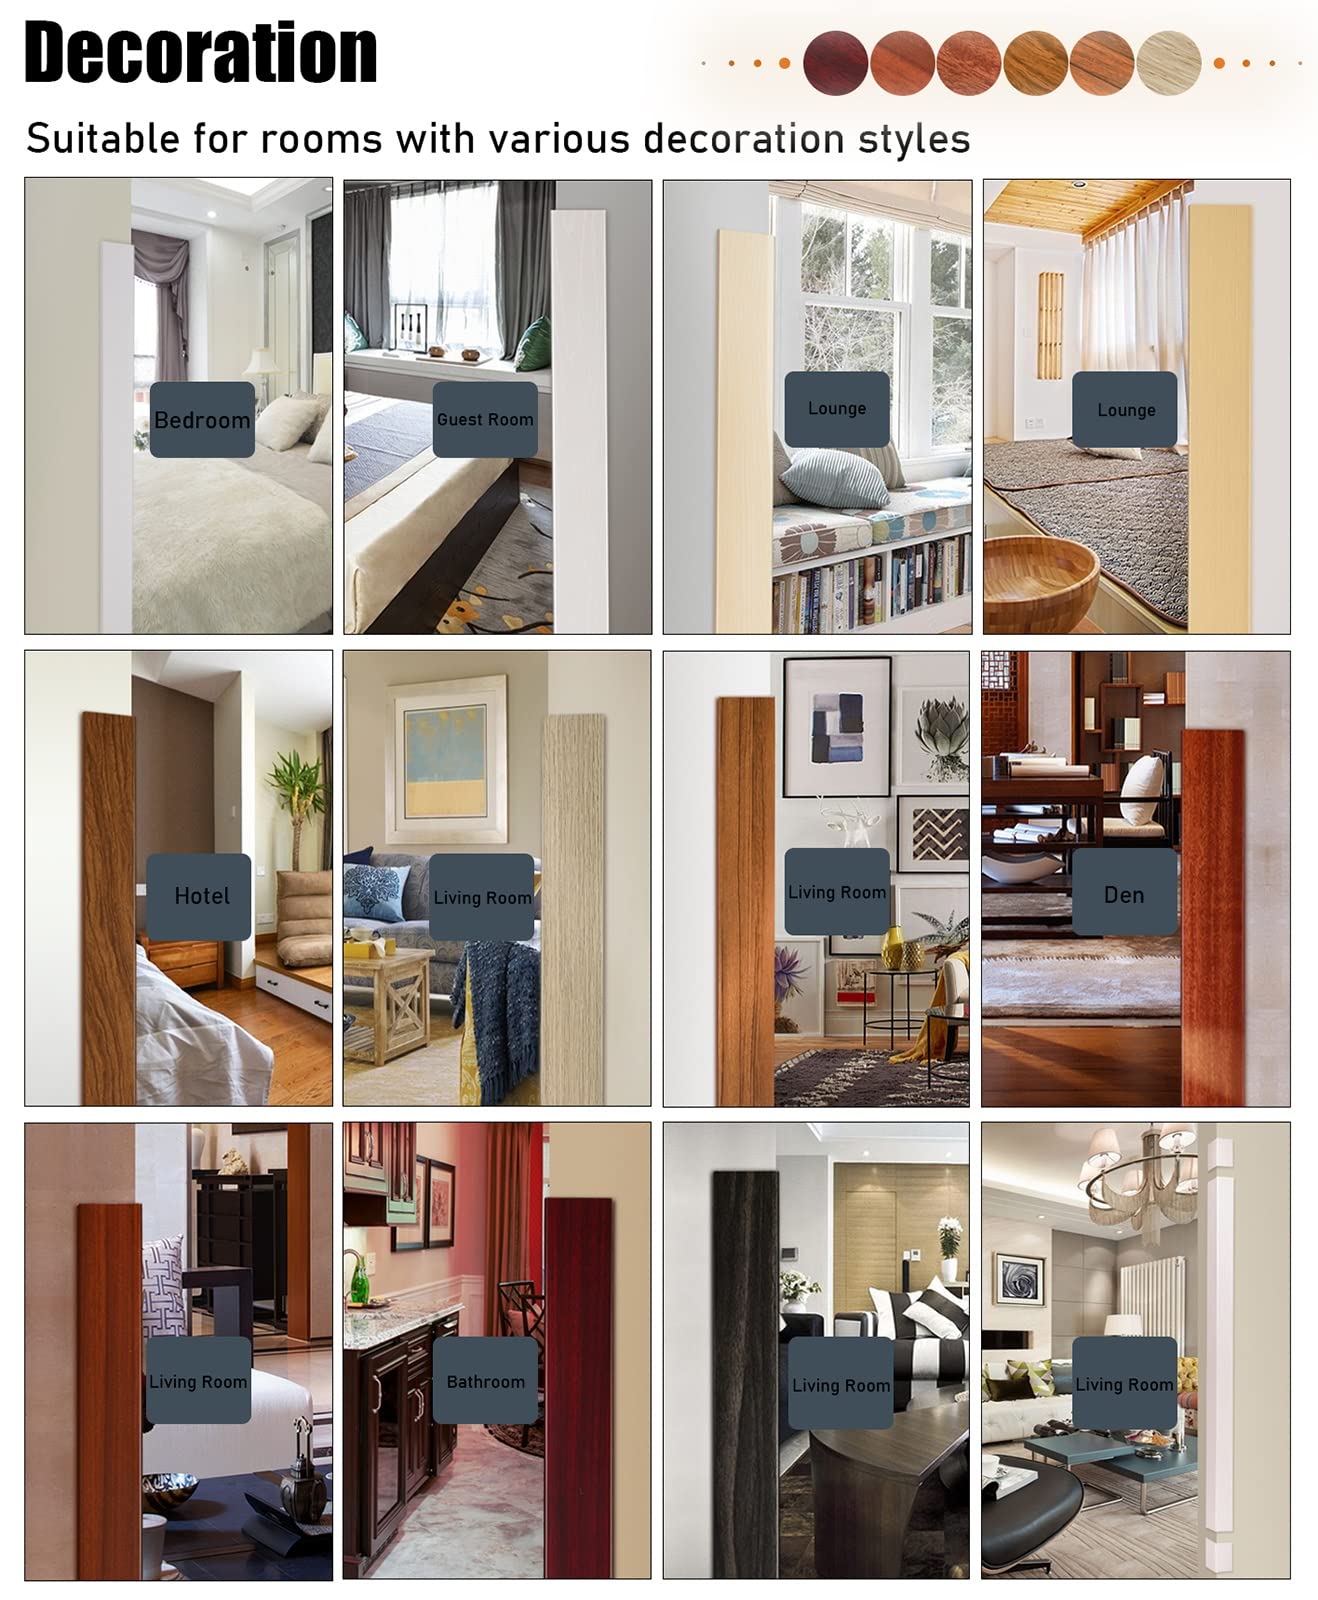 Decoration
Suitable for rooms with various decoration styles
Bedroom
Guest Room
Lounge
Lounge
Hotel
Living Room
Living Room
Den
Living Room
Bathroom
Living Room
Living Room